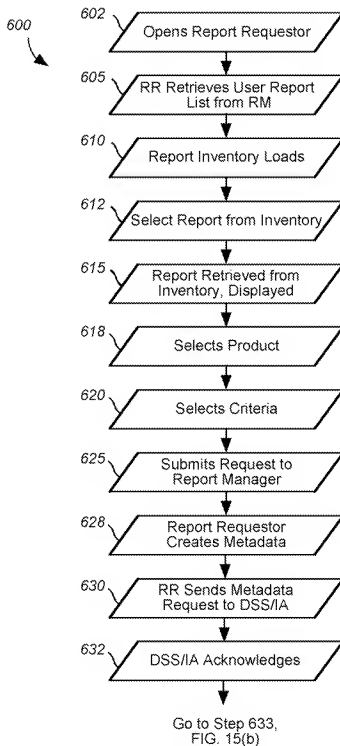 600
602
Opens Report Requestor
605
RR Retrieves User Report
List from RM
610
Report Inventory Loads
612
Select Report from Inventory
615
Report Retrieved from
Inventory, Displayed
618
Selects Product
620
Selects Criteria
625
Submits Request to
Report Manager
628
Report Requestor
Creates Metadata
630
RR Sends Metadata
Request to DSS/IA
632
DSS/IA Acknowledges
Go to Step 633,
FIG. 15(b)